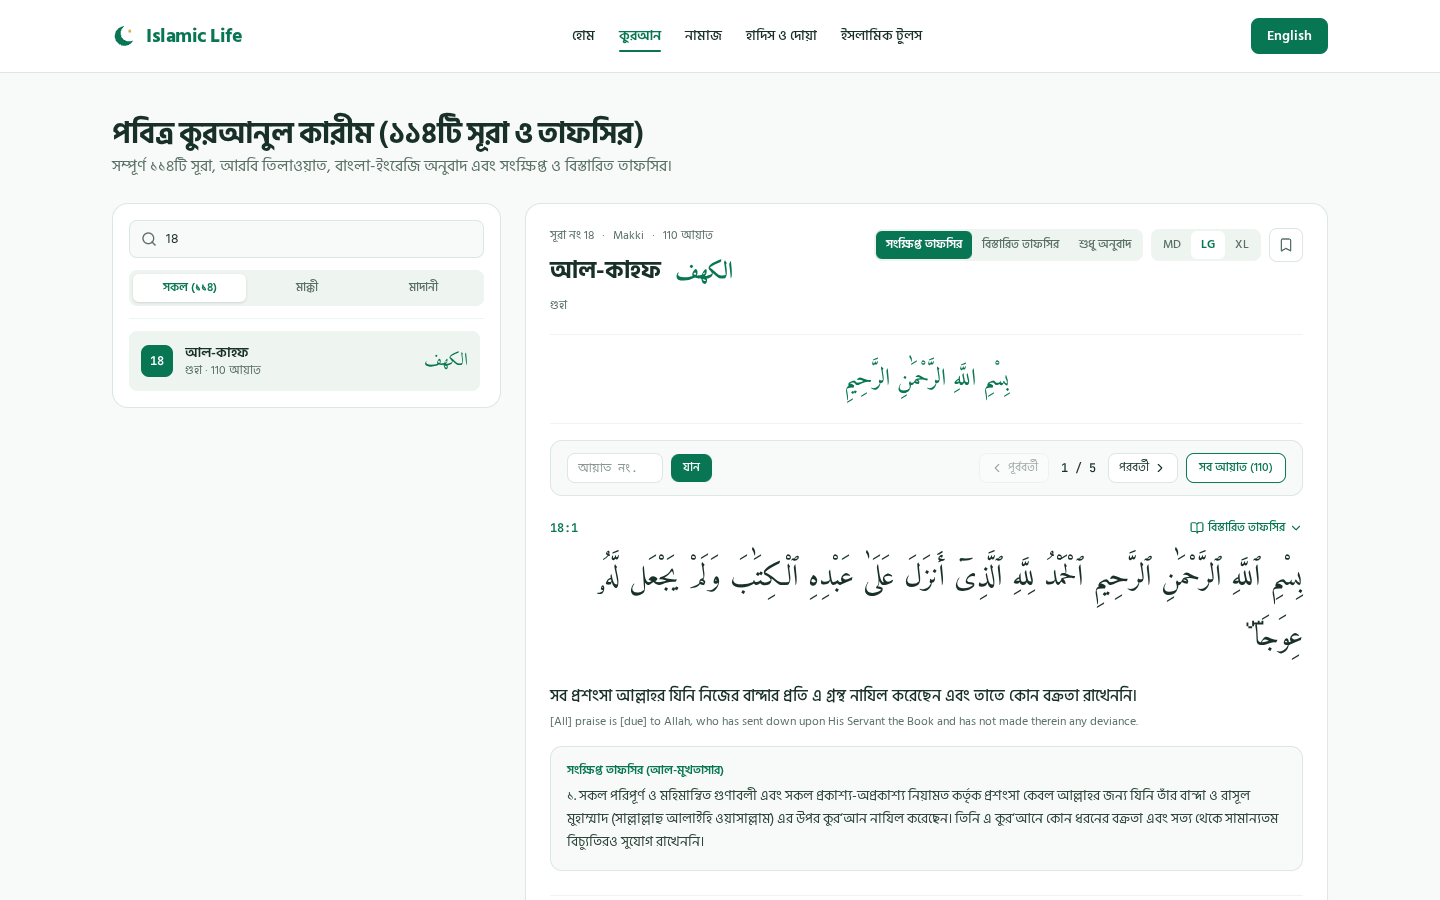 Islamic Life
হোম
কুরআন
নামাজ
হাদিস ও দোয়া
ইসলামিক টুলস
English
পবিত্র কুরআনুল কারীম (১১৪টি সূরা ও তাফসির)
সম্পূর্ণ ১১৪টি সূরা, আরবি তিলাওয়াত, বাংলা-ইংরেজি অনুবাদ এবং সংক্ষিপ্ত ও বিস্তারিত তাফসির।
18
সকল (১১৪)
মাক্কী
মাদানী
18
আল-কাহফ
গুহা · 110 আয়াত
الكهف
সূরা নং 18 · Makki · 110 আয়াত
আল-কাহফ الكهف
গুহা
সংক্ষিপ্ত তাফসির
বিস্তারিত তাফসির
শুধু অনুবাদ
MD
LG
XL
بِسْمِ اللَّهِ الرَّحْمَٰنِ الرَّحِيمِ
আয়াত নং.
যান
পূর্ববর্তী
1 / 5
পরবর্তী
সব আয়াত (110)
18:1
বিস্তারিত তাফসির
بِسْمِ ٱللَّهِ ٱلرَّحْمَٰنِ ٱلرَّحِيمِ ٱلْحَمْدُ لِلَّهِ ٱلَّذِىٓ أَنزَلَ عَلَىٰ عَبْدِهِ ٱلْكِتَٰبَ وَلَمْ يَجْعَل لَّهُۥ
عِوَجَاۜ
সব প্রশংসা আল্লাহর যিনি নিজের বান্দার প্রতি এ গ্রন্থ নাযিল করেছেন এবং তাতে কোন বক্রতা রাখেননি।
[All] praise is [due] to Allah, who has sent down upon His Servant the Book and has not made therein any deviance.
সংক্ষিপ্ত তাফসির (আল-মুখতাসার)
১. সকল পরিপূর্ণ ও মহিমান্বিত গুণাবলী এবং সকল প্রকাশ্য-অপ্রকাশ্য নিয়ামত কর্তৃক প্রশংসা কেবল আল্লাহর জন্য যিনি তাঁর বান্দা ও রাসূল
মুহাম্মাদ (সাল্লাল্লাহু আলাইহি ওয়াসাল্লাম) এর উপর কুর‘আন নাযিল করেছেন। তিনি এ কুর‘আনে কোন ধরনের বক্রতা এবং সত্য থেকে সামান্যতম
বিচ্যুতিরও সুযোগ রাখেননি।